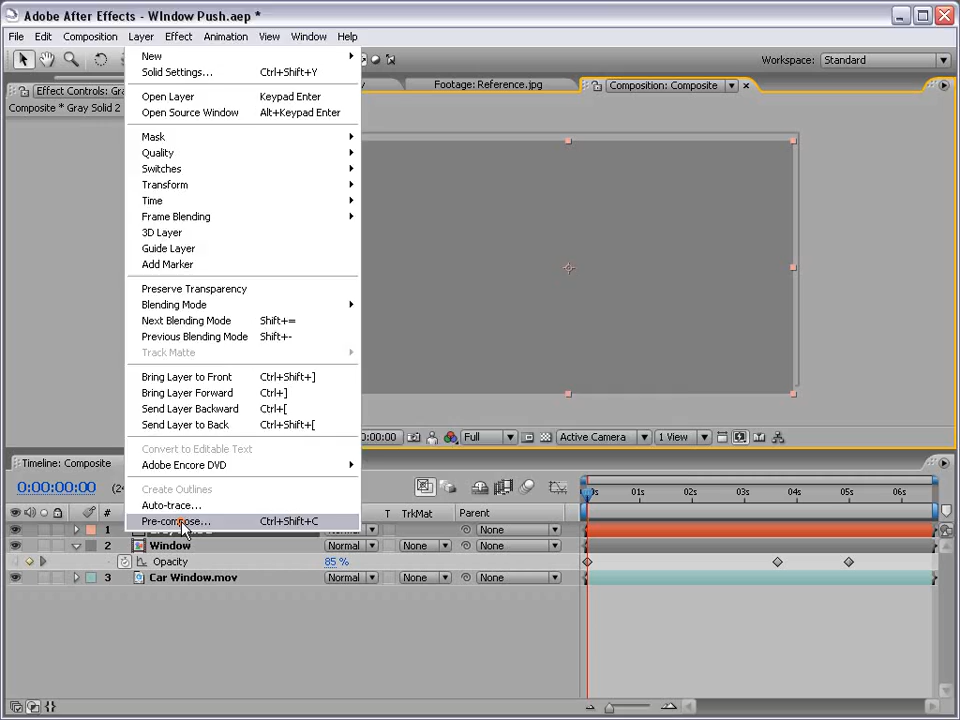 Adobe After Effects - WIndow Push.aep *
File Edit Composition Layer Effect Animation View Window Help
Workspace: Standard
Effect Controls: Gra
Footage: Reference.jpg
Composition: Composite
Composite * Gray Solid 2
New
Solid Settings... Ctrl+Shift+Y
Open Layer Keypad Enter
Open Source Window Alt+Keypad Enter
Mask
Quality
Switches
Transform
Time
Frame Blending
3D Layer
Guide Layer
Add Marker
Preserve Transparency
Blending Mode
Next Blending Mode Shift+=
Previous Blending Mode Shift+-
Track Matte
Bring Layer to Front Ctrl+Shift+]
Bring Layer Forward Ctrl+]
Send Layer Backward Ctrl+[
Send Layer to Back Ctrl+Shift+[
Convert to Editable Text
Adobe Encore DVD
Create Outlines
Auto-trace...
Pre-compose... Ctrl+Shift+C
0:00:00 Full Active Camera 1 View
Timeline: Composite
0:00:00:00
01s 02s 03s 04s 05s 06s
# T TrkMat Parent
1 None
2 Window Normal None None
Opacity 85 %
3 Car Window.mov Normal None None